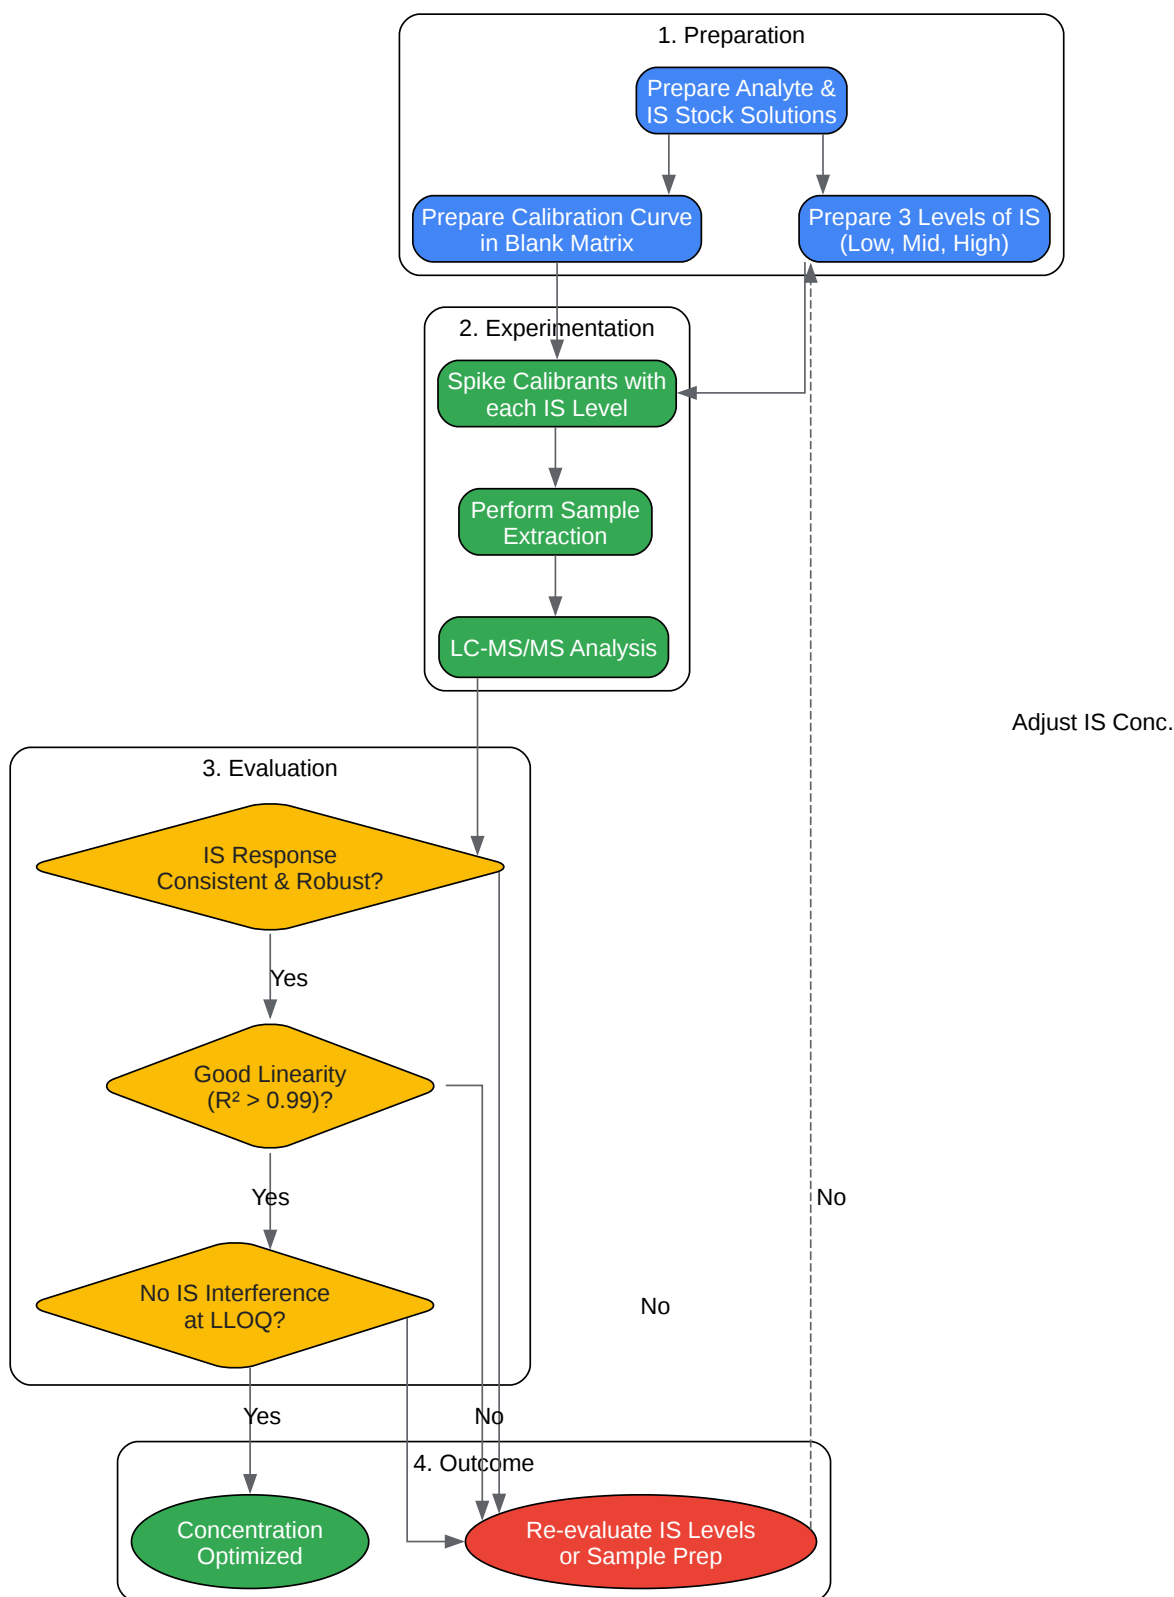 1. Preparation
Prepare Analyte &
IS Stock Solutions
Prepare Calibration Curve
in Blank Matrix
Prepare 3 Levels of IS
(Low, Mid, High)
2. Experimentation
Spike Calibrants with
each IS Level
Perform Sample
Extraction
LC-MS/MS Analysis
Adjust IS Conc.
3. Evaluation
IS Response
Consistent & Robust?
Yes
Good Linearity
(R² > 0.99)?
Yes
No
No IS Interference
at LLOQ?
No
Yes
No
4. Outcome
Concentration
Optimized
Re-evaluate IS Levels
or Sample Prep